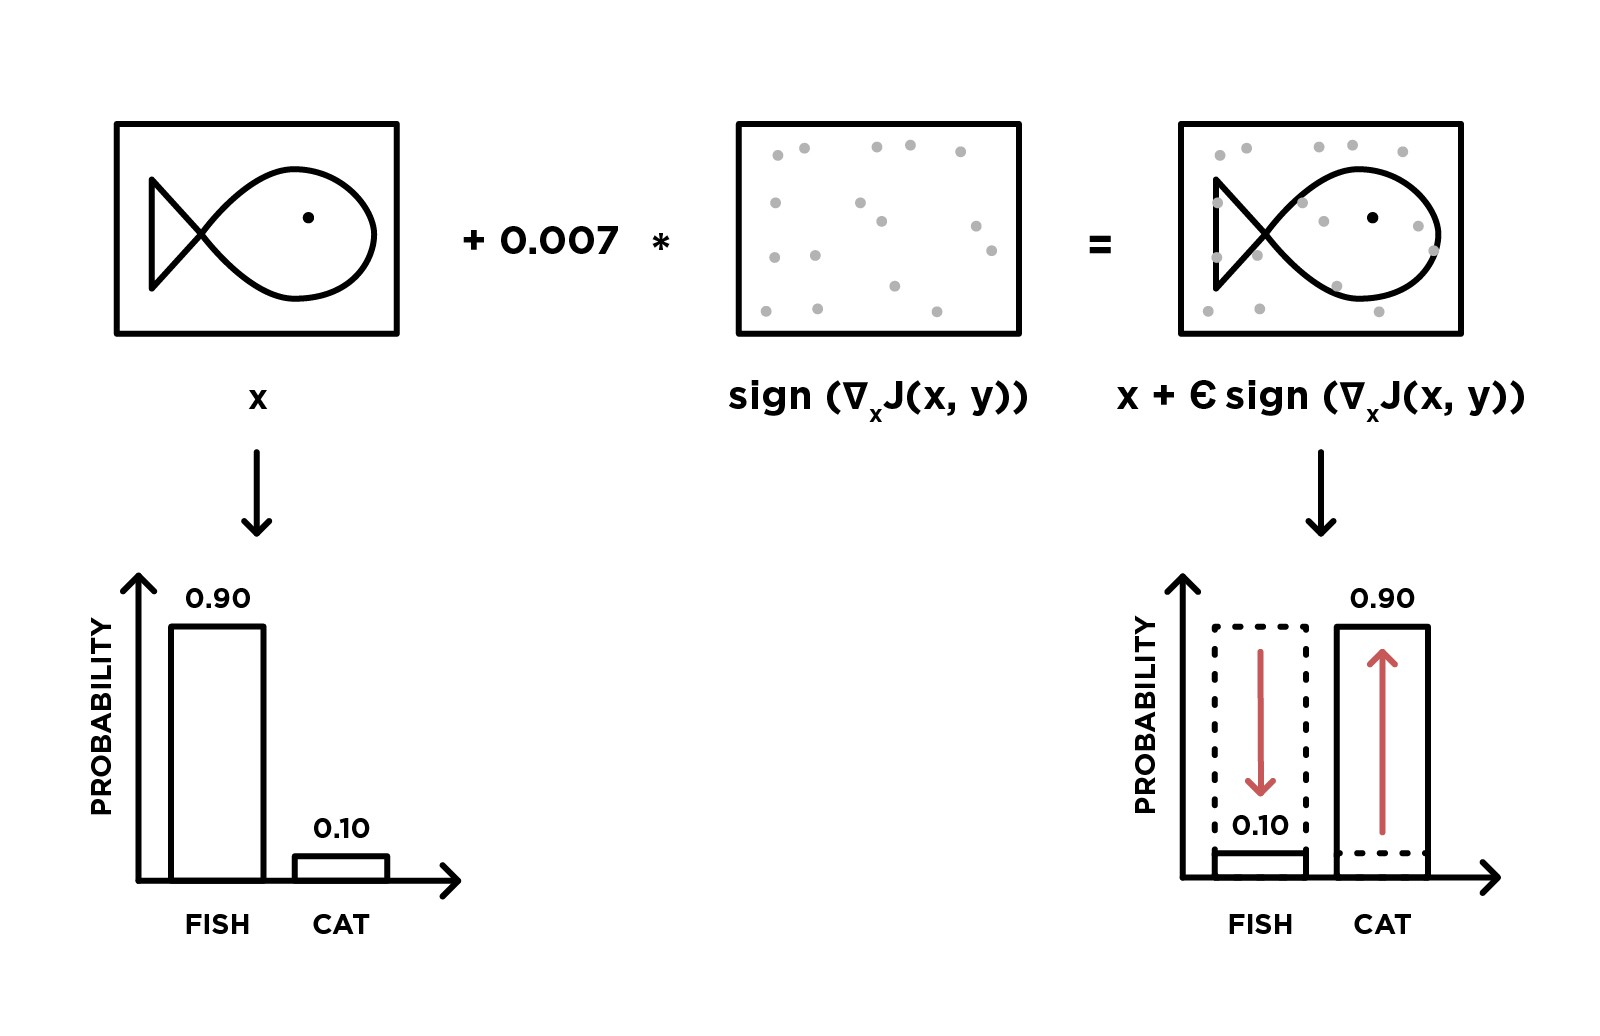 + 0.007 *
=
x
sign (∇ₓJ(x, y))
x + Є sign (∇ₓJ(x, y))
PROBABILITY
0.90
0.10
FISH
CAT
PROBABILITY
0.90
0.10
FISH
CAT